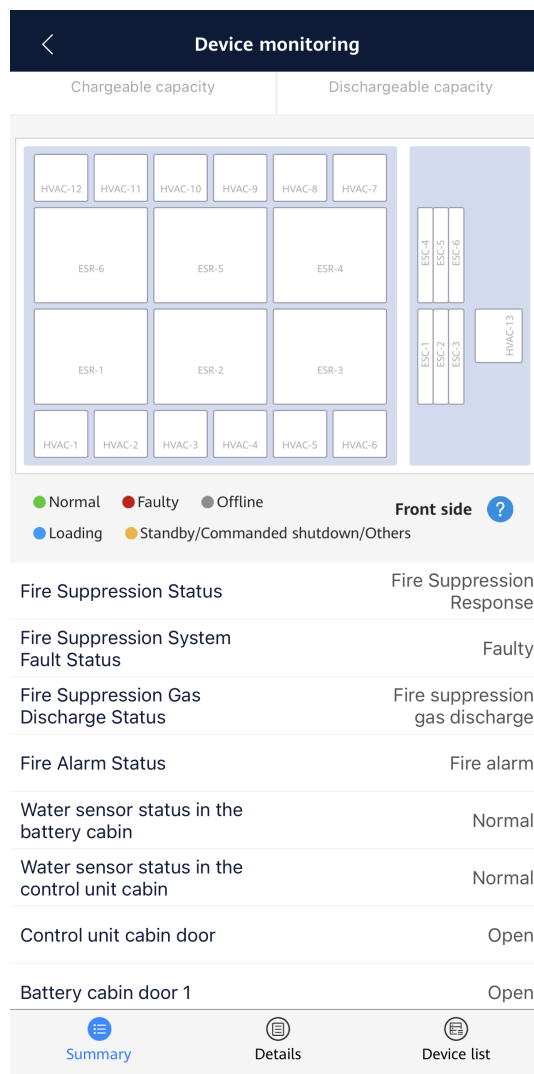 Device monitoring
Chargeable capacity
Dischargeable capacity
HVAC-12
HVAC-11
HVAC-10
HVAC-9
HVAC-8
HVAC-7
ESR-6
ESR-5
ESR-4
ESC-4
ESC-5
ESC-6
ESR-1
ESR-2
ESR-3
ESC-1
ESC-2
ESC-3
HVAC-13
HVAC-1
HVAC-2
HVAC-3
HVAC-4
HVAC-5
HVAC-6
Normal
Faulty
Offline
Loading
Standby/Commanded shutdown/Others
Front side
?
Fire Suppression Status
Fire Suppression
Response
Fire Suppression System
Fault Status
Faulty
Fire Suppression Gas
Discharge Status
Fire suppression
gas discharge
Fire Alarm Status
Fire alarm
Water sensor status in the
battery cabin
Normal
Water sensor status in the
control unit cabin
Normal
Control unit cabin door
Open
Battery cabin door 1
Open
Summary
Details
Device list